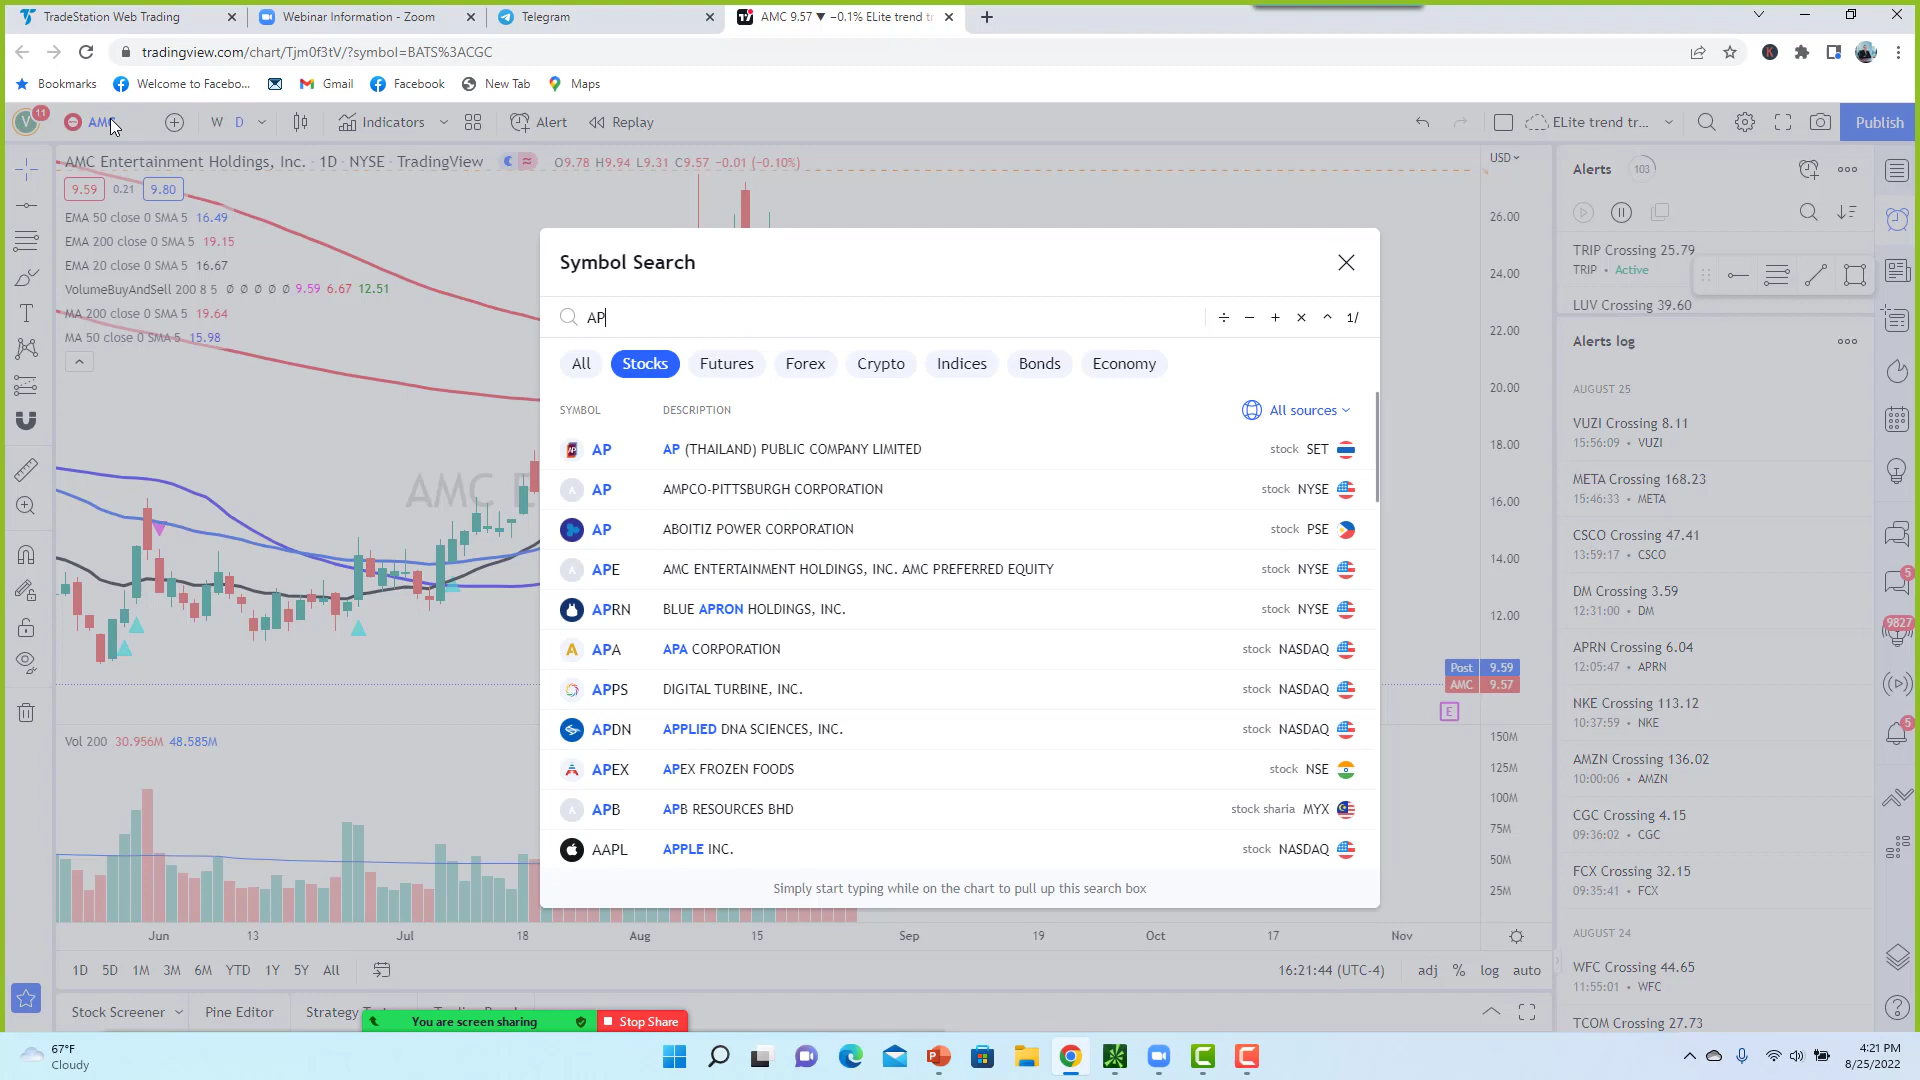 TradeStation Web Trading
Webinar Information - Zoom
Telegram
AMC 9.57 ▼ −0.1% ELite trend tr
tradingview.com/chart/Tjm0f3tV/?symbol=BATS%3ACGC
Bookmarks
Welcome to Facebo...
Gmail
Facebook
New Tab
Maps
V
11
AMC
W
D
Indicators
Alert
Replay
ELite trend tr...
Publish
AMC Entertainment Holdings, Inc. · 1D · NYSE · TradingView
O9.78 H9.94 L9.31 C9.57 −0.01 (−0.10%)
USD
9.59
0.21
9.80
EMA 50 close 0 SMA 5 16.49
EMA 200 close 0 SMA 5 19.15
EMA 20 close 0 SMA 5 16.67
VolumeBuyAndSell 200 8 5 ∅ ∅ ∅ ∅ ∅ 9.59 6.67 12.51
MA 200 close 0 SMA 5 19.64
MA 50 close 0 SMA 5 15.98
AMC E
Vol 200 30.956M 48.585M
Symbol Search
AP
÷ − + × ^ 1/
All
Stocks
Futures
Forex
Crypto
Indices
Bonds
Economy
SYMBOL
DESCRIPTION
All sources
AP AP (THAILAND) PUBLIC COMPANY LIMITED stock SET
AP AMPCO-PITTSBURGH CORPORATION stock NYSE
AP ABOITIZ POWER CORPORATION stock PSE
APE AMC ENTERTAINMENT HOLDINGS, INC. AMC PREFERRED EQUITY stock NYSE
APRN BLUE APRON HOLDINGS, INC. stock NYSE
APA APA CORPORATION stock NASDAQ
APPS DIGITAL TURBINE, INC. stock NASDAQ
APDN APPLIED DNA SCIENCES, INC. stock NASDAQ
APEX APEX FROZEN FOODS stock NSE
APB APB RESOURCES BHD stock sharia MYX
AAPL APPLE INC. stock NASDAQ
Simply start typing while on the chart to pull up this search box
26.00
24.00
22.00
20.00
18.00
16.00
14.00
12.00
Post 9.59
AMC 9.57
E
150M
125M
100M
75M
50M
25M
Jun
13
Jul
18
Aug
15
Sep
19
Oct
17
Nov
1D
5D
1M
3M
6M
YTD
1Y
5Y
All
16:21:44 (UTC-4)
adj
%
log
auto
Stock Screener
Pine Editor
You are screen sharing
Stop Share
Alerts
103
TRIP Crossing 25.79
TRIP • Active
LUV Crossing 39.60
Alerts log
AUGUST 25
VUZI Crossing 8.11
15:56:09 • VUZI
META Crossing 168.23
15:46:33 • META
CSCO Crossing 47.41
13:59:17 • CSCO
DM Crossing 3.59
12:31:00 • DM
APRN Crossing 6.04
12:05:47 • APRN
NKE Crossing 113.12
10:37:59 • NKE
AMZN Crossing 136.02
10:00:06 • AMZN
CGC Crossing 4.15
09:36:02 • CGC
FCX Crossing 32.15
09:35:41 • FCX
AUGUST 24
WFC Crossing 44.65
11:55:01 • WFC
TCOM Crossing 27.73
5
9827
5
67°F
Cloudy
4:21 PM
8/25/2022